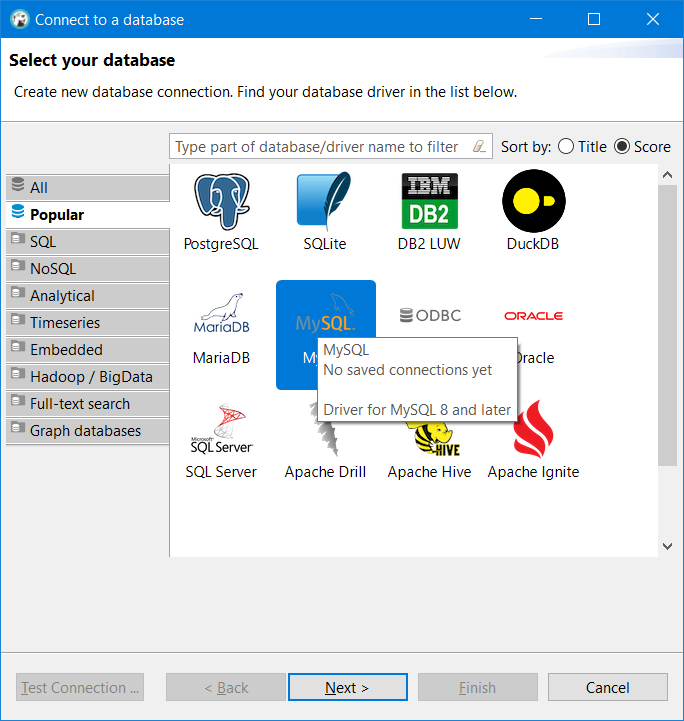 Connect to a database
Select your database
Create new database connection. Find your database driver in the list below.
Type part of database/driver name to filter
Sort by: Title Score
All
Popular
SQL
NoSQL
Analytical
Timeseries
Embedded
Hadoop / BigData
Full-text search
Graph databases
IBM
DB2
PostgreSQL SQLite DB2 LUW DuckDB
MariaDB MySQL ODBC ORACLE
MariaDB
MySQL
No saved connections yet
Driver for MySQL 8 and later
Microsoft
SQL Server
HIVE
SQL Server Apache Drill Apache Hive Apache Ignite
Test Connection ... < Back Next > Finish Cancel